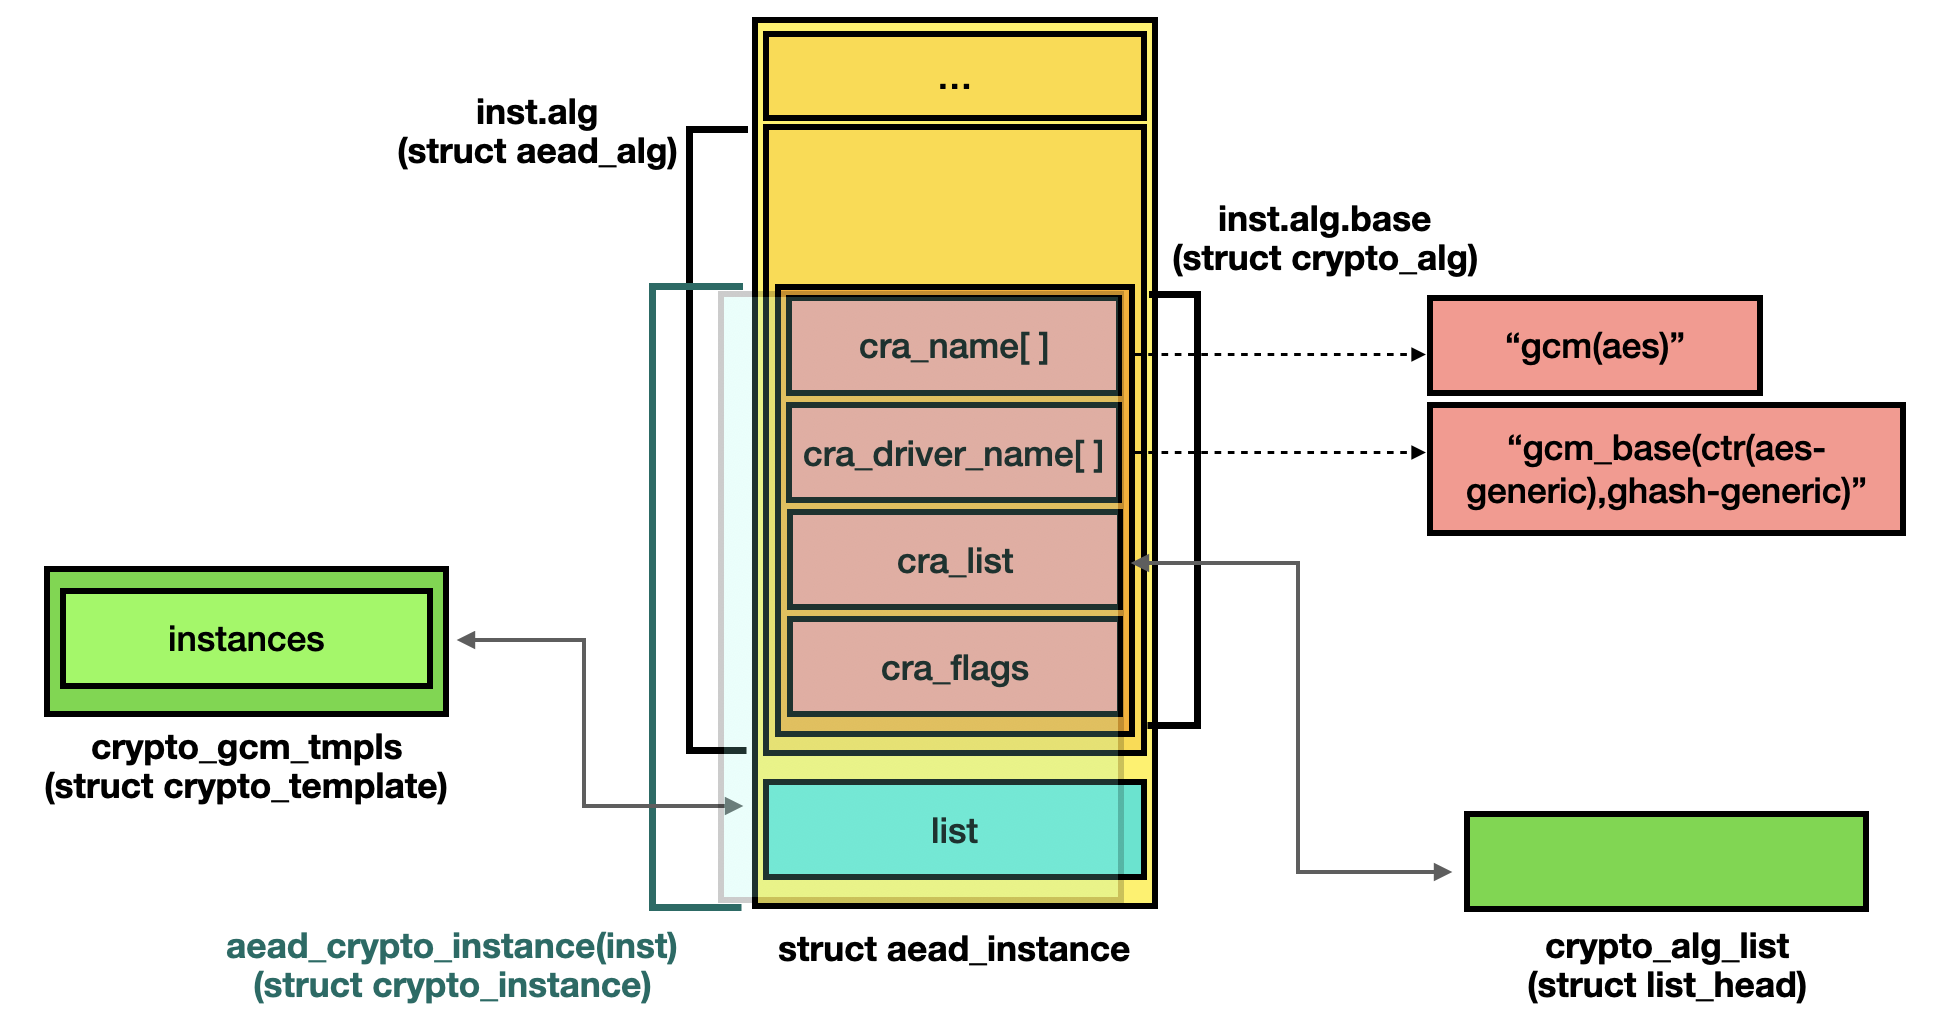 ...
inst.alg
(struct aead_alg)
inst.alg.base
(struct crypto_alg)
cra_name[ ]
“gcm(aes)”
cra_driver_name[ ]
“gcm_base(ctr(aes-
generic),ghash-generic)”
cra_list
cra_flags
instances
crypto_gcm_tmpls
(struct crypto_template)
list
aead_crypto_instance(inst)
(struct crypto_instance)
struct aead_instance
crypto_alg_list
(struct list_head)